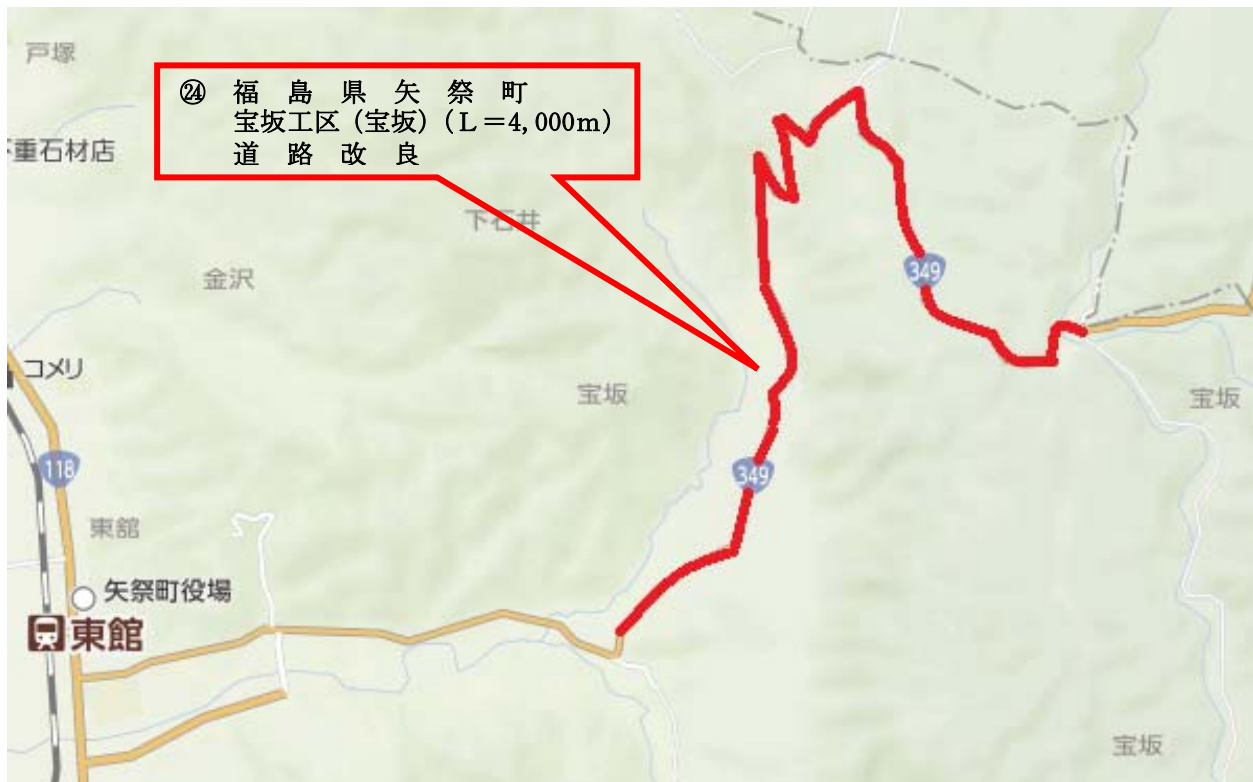 戸塚
㉔ 福島県矢祭町
宝坂工区(宝坂)(L=4,000m)
道路改良
重石材店
下石井
金沢
349
コメリ
宝坂
宝坂
118
349
東舘
矢祭町役場
東館
宝坂